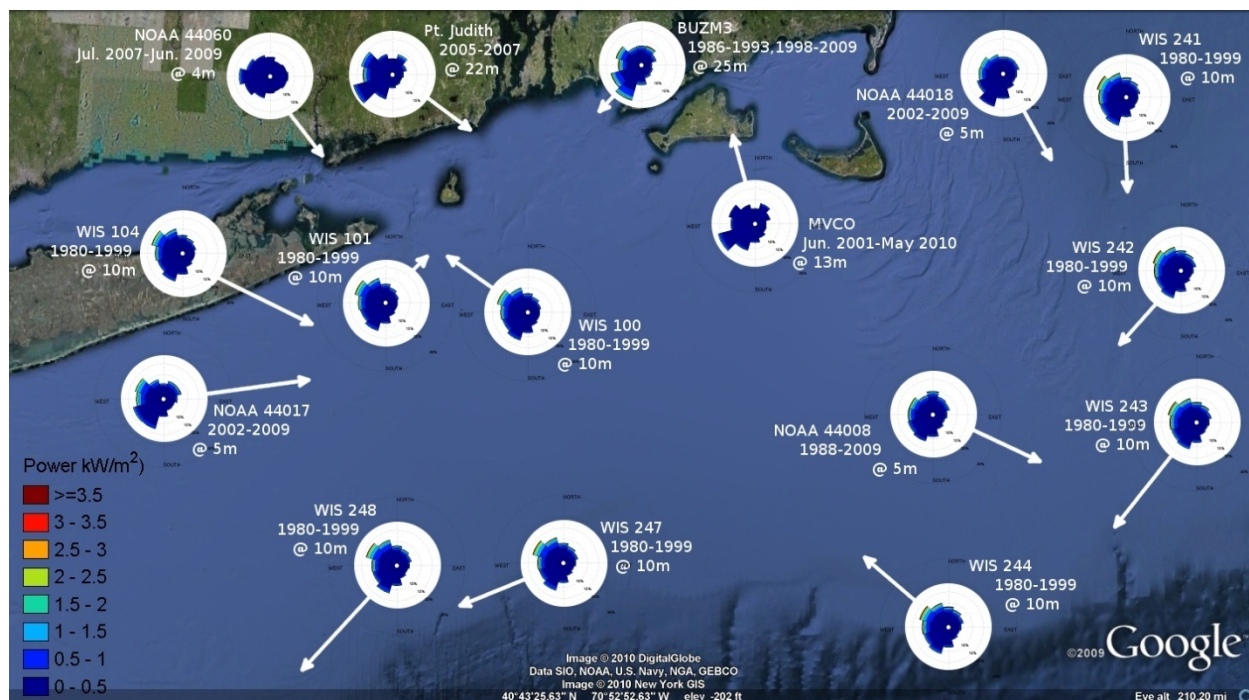 NOAA 44060
Jul. 2007-Jun. 2009
@ 4m
Pt. Judith
2005-2007
@ 22m
BUZM3
1986-1993,1998-2009
@ 25m
NOAA 44018
2002-2009
@ 5m
WIS 241
1980-1999
@ 10m
WIS 104
1980-1999
@ 10m
WIS 101
1980-1999
@ 10m
WIS 100
1980-1999
@ 10m
MVCO
Jun. 2001-May 2010
@ 13m
WIS 242
1980-1999
@ 10m
NOAA 44017
2002-2009
@ 5m
NOAA 44008
1988-2009
@ 5m
WIS 243
1980-1999
@ 10m
WIS 248
1980-1999
@ 10m
WIS 247
1980-1999
@ 10m
WIS 244
1980-1999
@ 10m
Power kW/m²)
>=3.5
3 - 3.5
2.5 - 3
2 - 2.5
1.5 - 2
1 - 1.5
0.5 - 1
0 - 0.5
Image © 2010 DigitalGlobe
Data SIO, NOAA, U.S. Navy, NGA, GEBCO
Image © 2010 New York GIS
40°43'25.63" N 70°52'52.63" W elev -202 ft
©2009 Google
Eye alt 210.20 mi